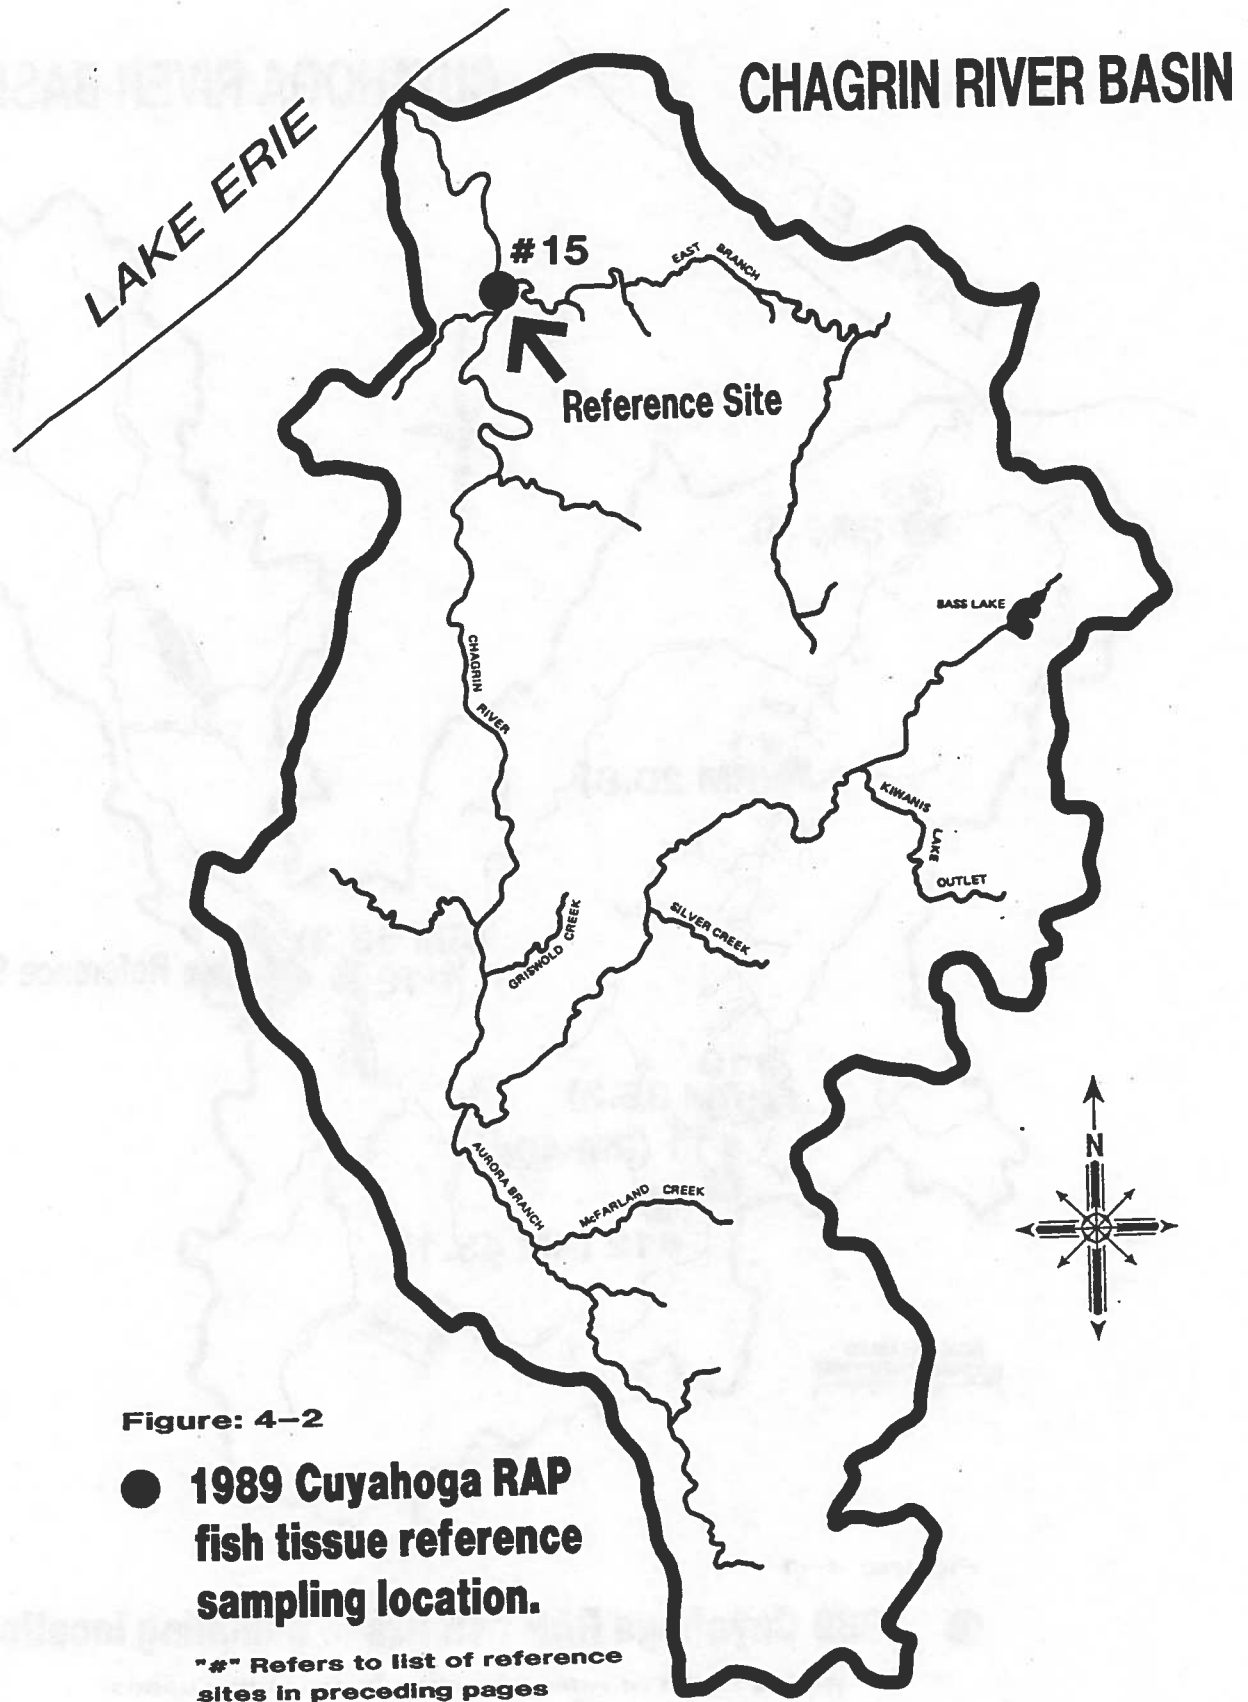 CHAGRIN RIVER BASIN
LAKE ERIE
#15
EAST BRANCH
Reference Site
BASS LAKE
CHAGRIN RIVER
KIWANIS LAKE OUTLET
SILVER CREEK
GRISWOLD CREEK
N
AURORA BRANCH
McFARLAND CREEK
Figure: 4-2
1989 Cuyahoga RAP
fish tissue reference
sampling location.
"#" Refers to list of reference
sites in preceding pages